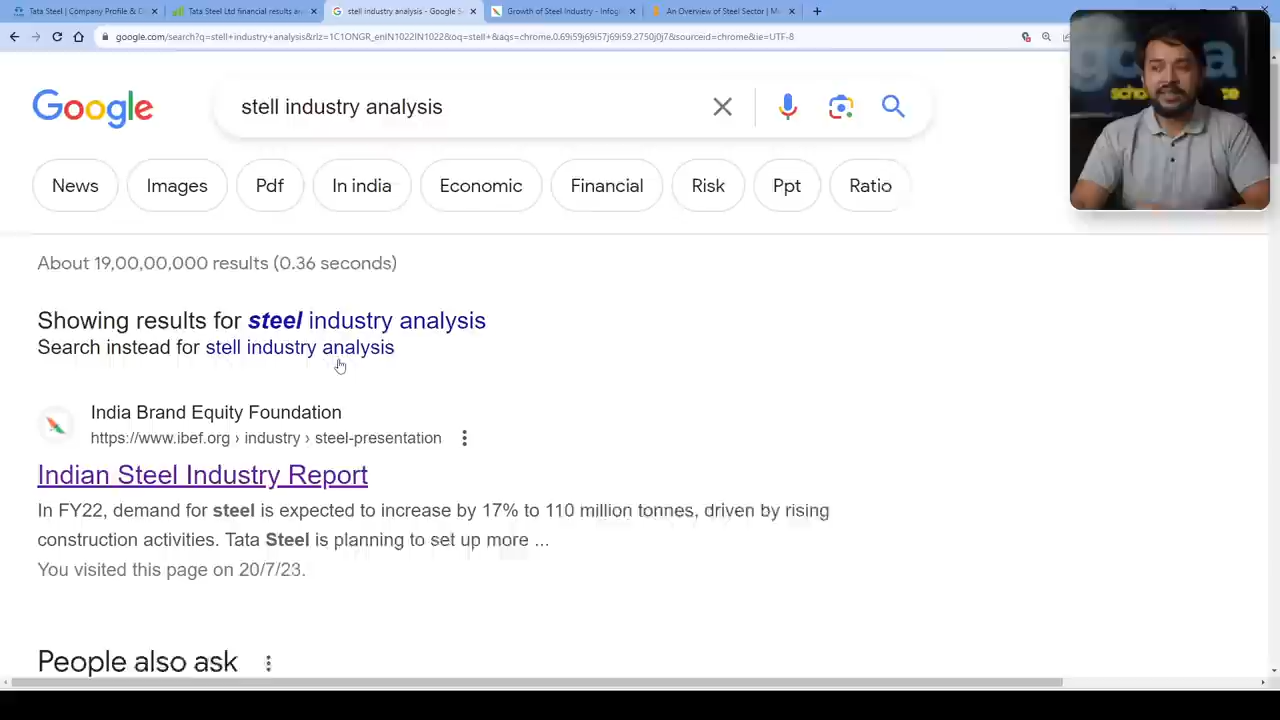 Tata Steel | Company Profile & D
Tata Steel Ltd financial results an
stell industry analysis - Google S
Growth of Steel Industry - Infog
An Overview of Steel Sector | M
google.com/search?q=stell+industry+analysis&rlz=1C1ONGR_enIN1022IN1022&oq=stell+&aqs=chrome.0.69i59j69i57j69i59.2750j0j7&sourceid=chrome&ie=UTF-8
Google
stell industry analysis
News
Images
Pdf
In india
Economic
Financial
Risk
Ppt
Ratio
About 19,00,00,000 results (0.36 seconds)
Showing results for steel industry analysis
Search instead for stell industry analysis
India Brand Equity Foundation
https://www.ibef.org › industry › steel-presentation
Indian Steel Industry Report
In FY22, demand for steel is expected to increase by 17% to 110 million tonnes, driven by rising
construction activities. Tata Steel is planning to set up more ...
You visited this page on 20/7/23.
People also ask